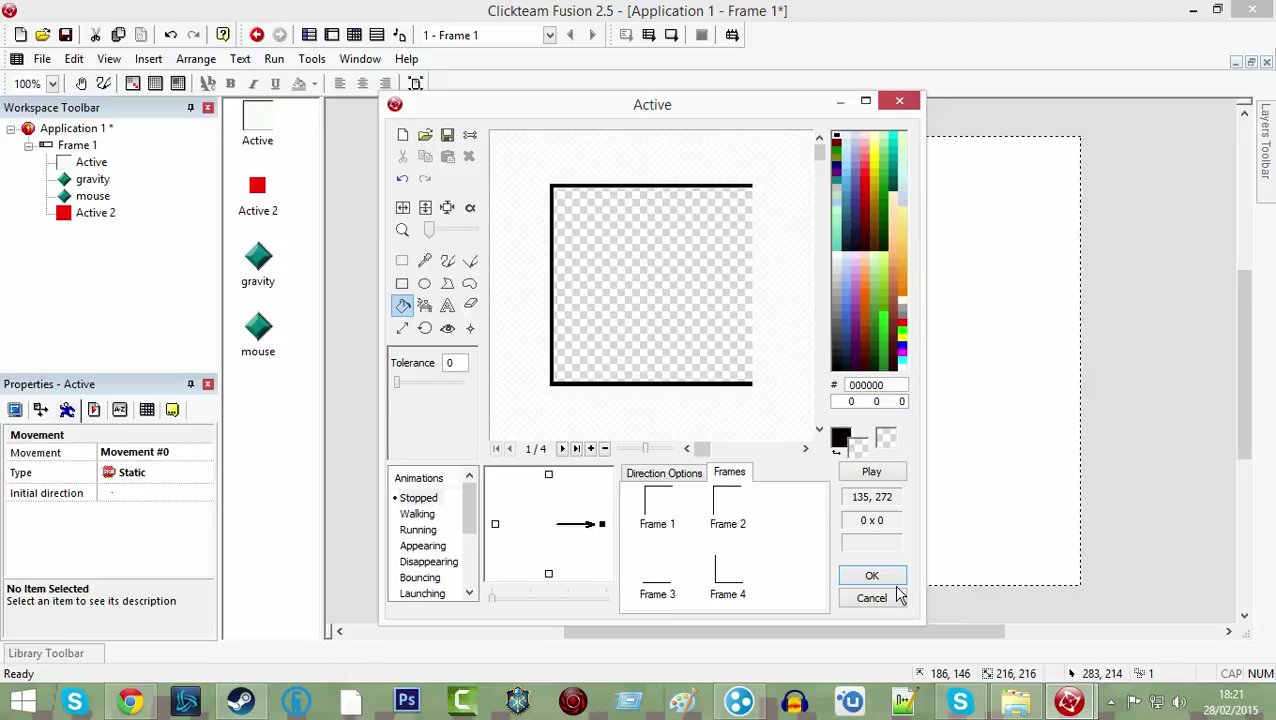 Clickteam Fusion 2.5 - [Application 1 - Frame 1*]
1 - Frame 1
File Edit View Insert Arrange Text Run Tools Window Help
100%
Workspace Toolbar
Application 1 *
Frame 1
Active
gravity
mouse
Active 2
Active
Active 2
gravity
mouse
Properties - Active
Movement
Movement Movement #0
Type Static
Initial direction
No Item Selected
Select an item to see its description
Library Toolbar
Ready
Active
Tolerance 0
1 / 4
# 000000
0 0 0
Animations
Stopped
Walking
Running
Appearing
Disappearing
Bouncing
Launching
Direction Options Frames
Frame 1 Frame 2
Frame 3 Frame 4
Play
135, 272
0 x 0
OK
Cancel
Layers Toolbar
186, 146 216, 216 283, 214 1 CAP NUM
Ps
18:21
28/02/2015